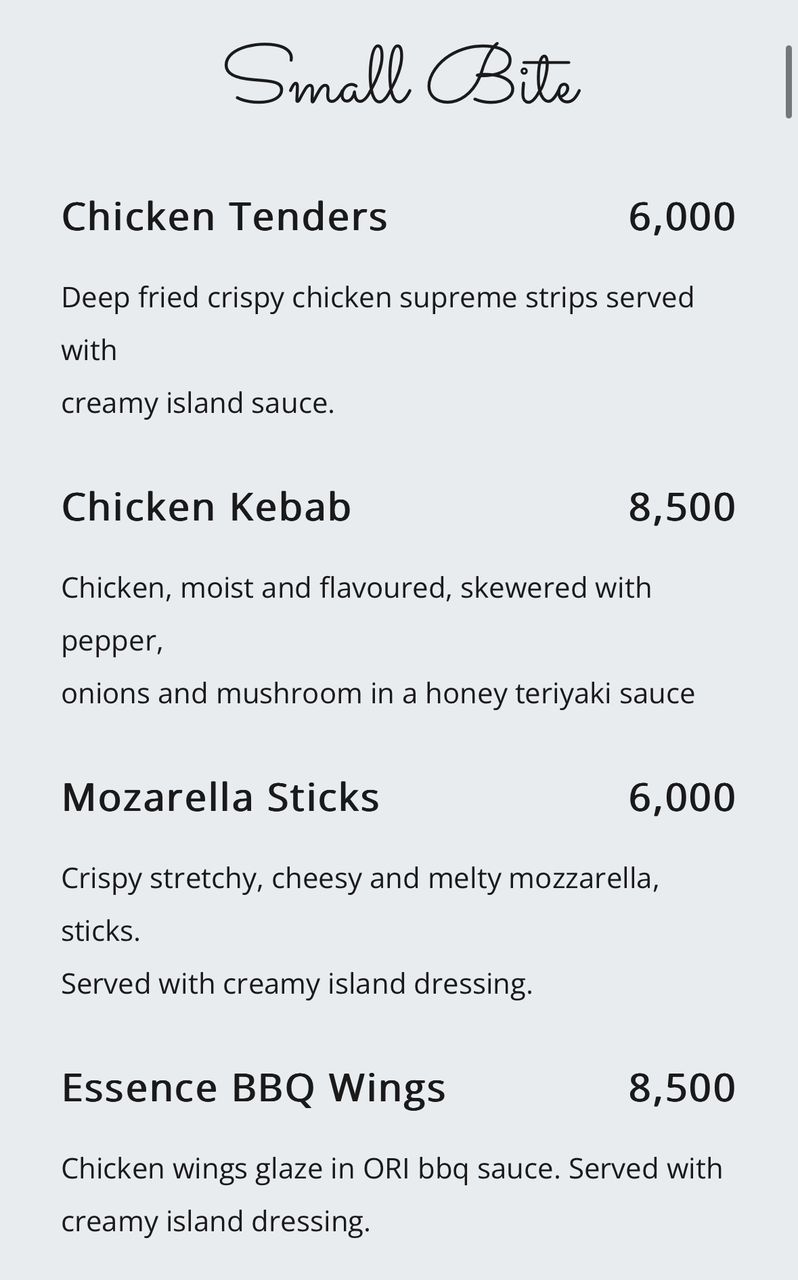 Small Bite
Chicken Tenders 6,000
Deep fried crispy chicken supreme strips served
with
creamy island sauce.
Chicken Kebab 8,500
Chicken, moist and flavoured, skewered with
pepper,
onions and mushroom in a honey teriyaki sauce
Mozarella Sticks 6,000
Crispy stretchy, cheesy and melty mozzarella,
sticks.
Served with creamy island dressing.
Essence BBQ Wings 8,500
Chicken wings glaze in ORI bbq sauce. Served with
creamy island dressing.